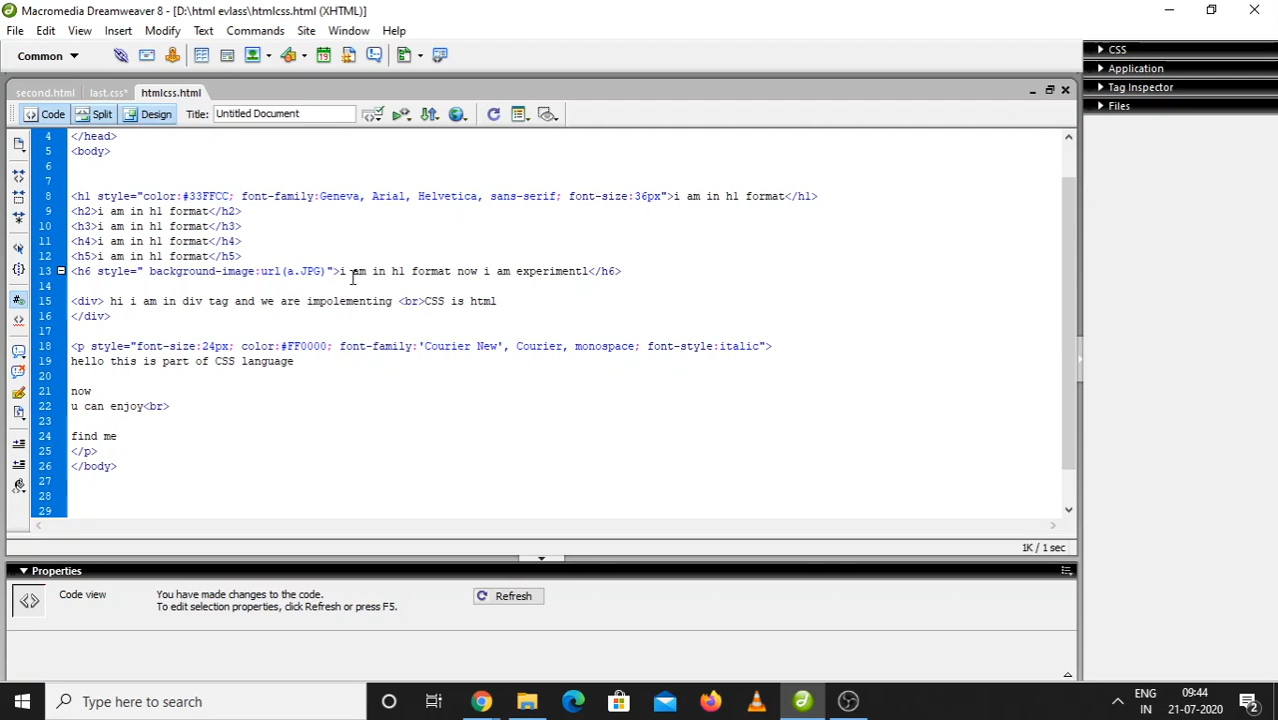 Macromedia Dreamweaver 8 - [D:\html evlass\htmlcss.html (XHTML)]
File Edit View Insert Modify Text Commands Site Window Help
Common
CSS
Application
Tag Inspector
Files
second.html last.css* htmlcss.html
Code Split Design Title: Untitled Document
4 </head>
5 <body>
6
7
8 <h1 style="color:#33FFCC; font-family:Geneva, Arial, Helvetica, sans-serif; font-size:36px">i am in h1 format</h1>
9 <h2>i am in h1 format</h2>
10 <h3>i am in h1 format</h3>
11 <h4>i am in h1 format</h4>
12 <h5>i am in h1 format</h5>
13 <h6 style=" background-image:url(a.JPG)">i am in h1 format now i am experiment1</h6>
14
15 <div> hi i am in div tag and we are impolementing <br>CSS is html
16 </div>
17
18 <p style="font-size:24px; color:#FF0000; font-family:'Courier New', Courier, monospace; font-style:italic">
19 hello this is part of CSS language
20
21 now
22 u can enjoy<br>
23
24 find me
25 </p>
26 </body>
27
28
29
1K / 1 sec
Properties
Code view You have made changes to the code. Refresh
To edit selection properties, click Refresh or press F5.
Type here to search
ENG 09:44
IN 21-07-2020 2